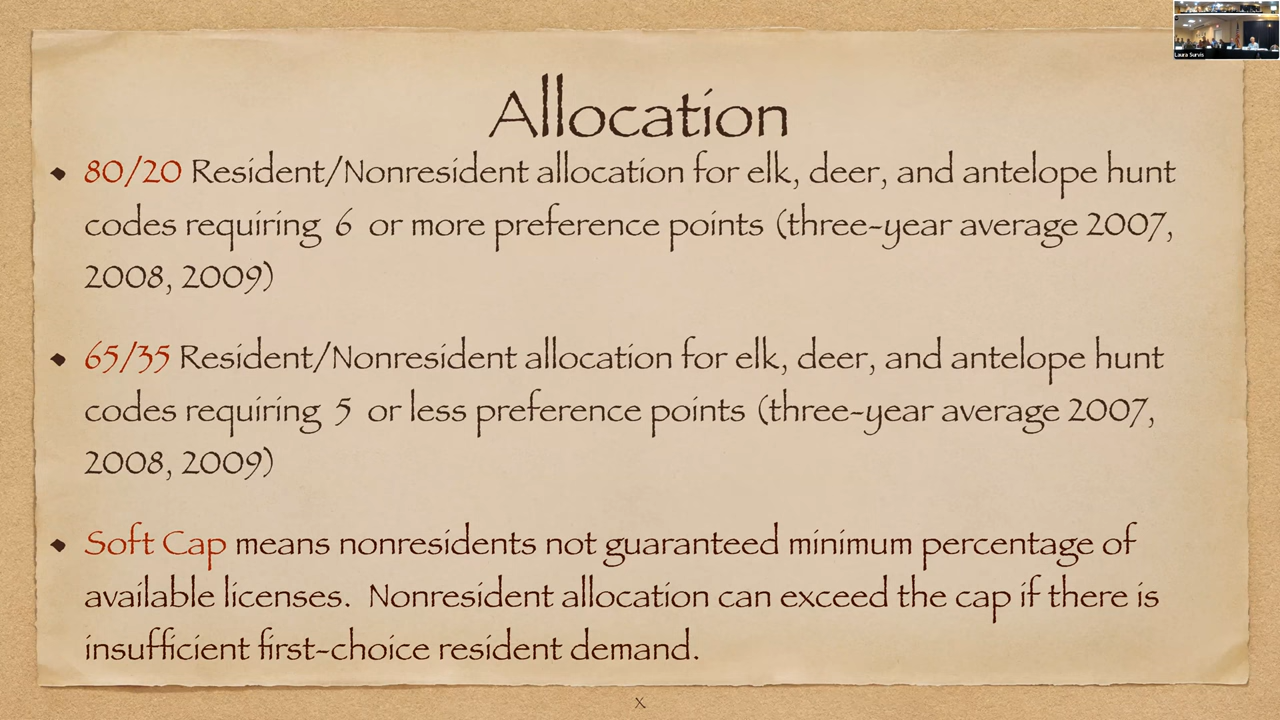 Laura Survis
Allocation
• 80/20 Resident/Nonresident allocation for elk, deer, and antelope hunt
codes requiring 6 or more preference points (three-year average 2007,
2008, 2009)
• 65/35 Resident/Nonresident allocation for elk, deer, and antelope hunt
codes requiring 5 or less preference points (three-year average 2007,
2008, 2009)
• Soft Cap means nonresidents not guaranteed minimum percentage of
available licenses. Nonresident allocation can exceed the cap if there is
insufficient first-choice resident demand.
x